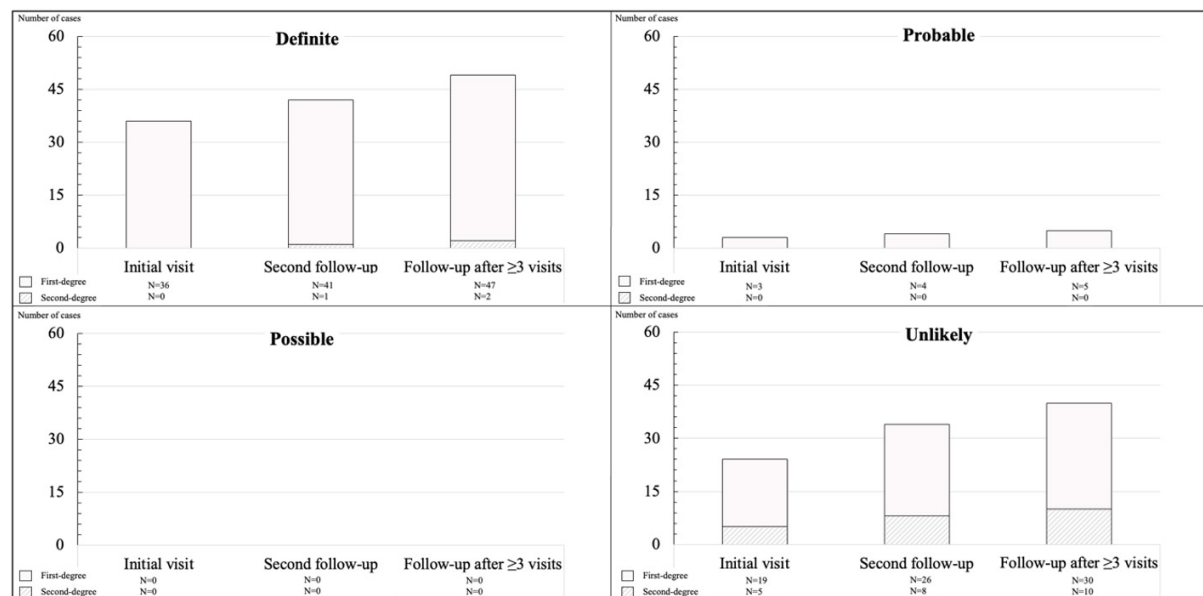 Number of cases
Definite
60
45
30
15
0
Initial visit Second follow-up Follow-up after ≥3 visits
First-degree N=36 N=41 N=47
Second-degree N=0 N=1 N=2
Number of cases
Probable
60
45
30
15
0
Initial visit Second follow-up Follow-up after ≥3 visits
First-degree N=3 N=4 N=5
Second-degree N=0 N=0 N=0
Number of cases
Possible
60
45
30
15
0
Initial visit Second follow-up Follow-up after ≥3 visits
First-degree N=0 N=0 N=0
Second-degree N=0 N=0 N=0
Number of cases
Unlikely
60
45
30
15
0
Initial visit Second follow-up Follow-up after ≥3 visits
First-degree N=19 N=26 N=30
Second-degree N=5 N=8 N=10